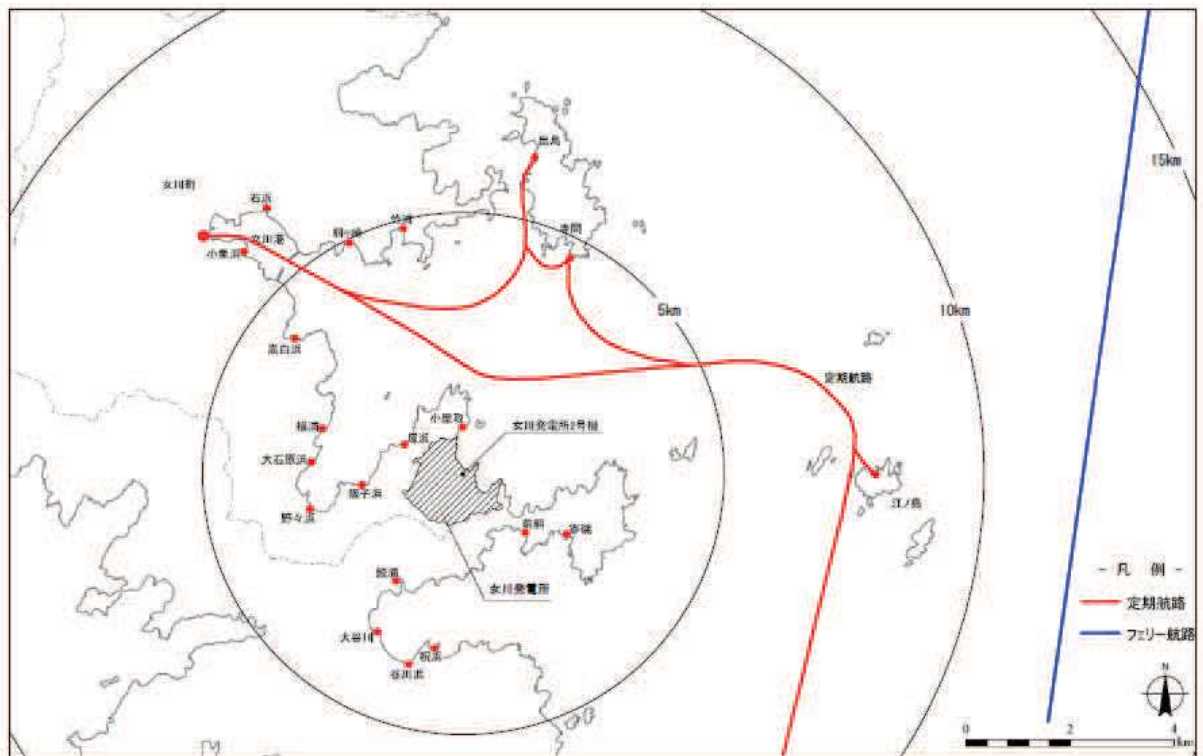 出島
15km
女川町
石浜
竹浦
寺間
桐ヶ崎
女川港
小乗浜
5km
10km
高白浜
定期航路
小屋取
女川発電所2号機
横浦
塚浜
大石原浜
飯子浜
江ノ島
野々浜
前網
寄磯
- 凡 例 -
鮫浦
女川発電所
定期航路
大谷川
フェリー航路
祝浜
谷川浜
N
0 2 4
km